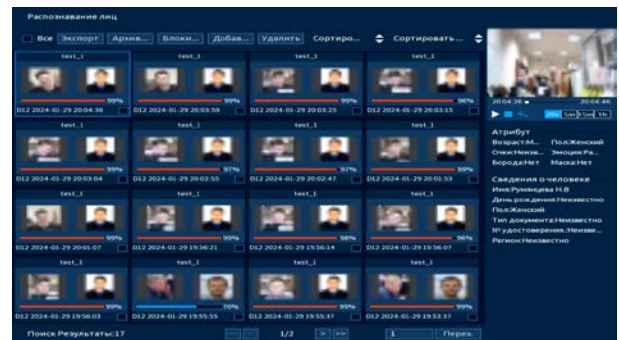 Распознавание лиц
Все Экспорт Архив... Блоки... Добав... Удалить Сортиро... Сортировать ...
test_1 test_1 test_1 test_1
99% 99% 99% 96%
D12 2024-01-29 20:04:36 D12 2024-01-29 20:03:59 D12 2024-01-29 20:03:25 D12 2024-01-29 20:03:15
test_1 test_1 test_1 test_1
99% 97% 97% 99%
D12 2024-01-29 20:03:04 D12 2024-01-29 20:02:55 D12 2024-01-29 20:02:47 D12 2024-01-29 20:01:53
test_1 test_1 test_1 test_1
99% 99% 98% 96%
D12 2024-01-29 20:01:07 D12 2024-01-29 19:56:21 D12 2024-01-29 19:56:14 D12 2024-01-29 19:56:07
test_1 test_1 test_1 test_1
99% 70% 99% 99%
D12 2024-01-29 19:56:03 D12 2024-01-29 19:55:55 D12 2024-01-29 19:55:37 D12 2024-01-29 19:53:37
Поиск Результаты:17 1/2 > >> 1 Перех.
20:04:26 20:04:46
5m 1h
Атрибут
Возраст:М... Пол:Женский
Очки:Неизв... Эмоция:Ра...
Борода:Нет Маска:Нет
Сведения о человеке
Имя:Румянцева Н.В
День рождения:Неизвестно
Пол:Женский
Тип документа:Неизвестно
№ удостоверения.:Неизве...
Регион:Неизвестно